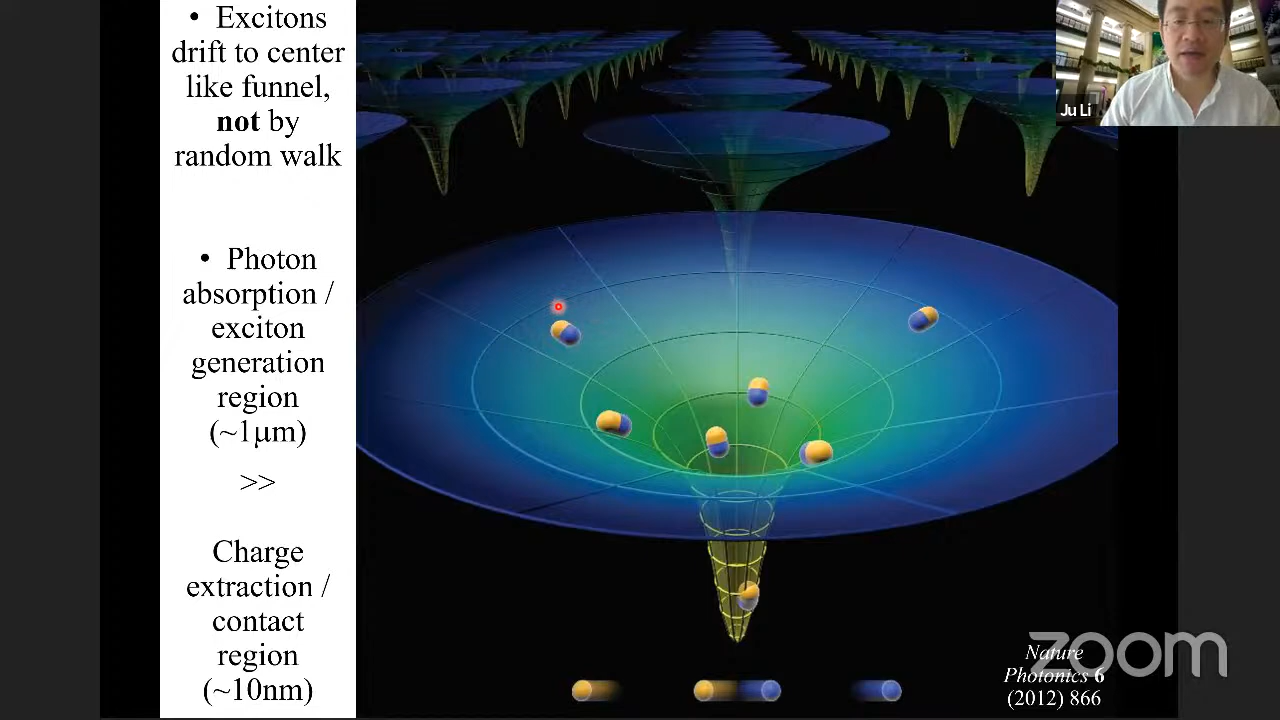 • Excitons
drift to center
like funnel,
not by
random walk
• Photon
absorption /
exciton
generation
region
(~1μm)
>>
Charge
extraction /
contact
region
(~10nm)
Ju Li
zoom
Nature
Photonics 6
(2012) 866